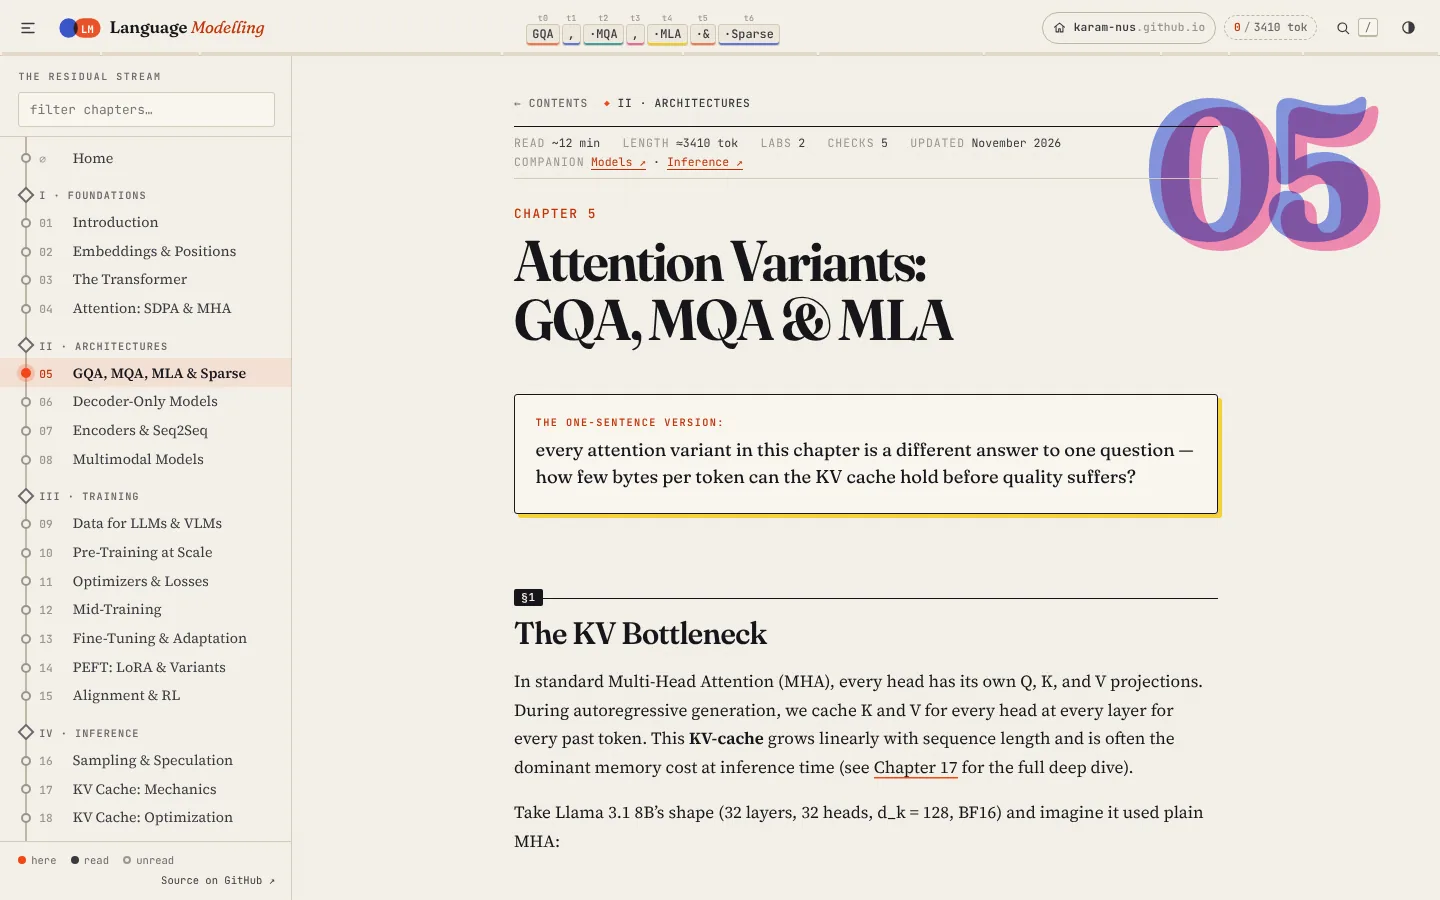 LM Language Modelling
t0 t1 t2 t3 t4 t5 t6
GQA , ·MQA , ·MLA ·& ·Sparse
karam-nus.github.io
0 / 3410 tok
/
THE RESIDUAL STREAM
filter chapters…
∅ Home
I · FOUNDATIONS
01 Introduction
02 Embeddings & Positions
03 The Transformer
04 Attention: SDPA & MHA
II · ARCHITECTURES
05 GQA, MQA, MLA & Sparse
06 Decoder-Only Models
07 Encoders & Seq2Seq
08 Multimodal Models
III · TRAINING
09 Data for LLMs & VLMs
10 Pre-Training at Scale
11 Optimizers & Losses
12 Mid-Training
13 Fine-Tuning & Adaptation
14 PEFT: LoRA & Variants
15 Alignment & RL
IV · INFERENCE
16 Sampling & Speculation
17 KV Cache: Mechanics
18 KV Cache: Optimization
here read unread
Source on GitHub ↗
← CONTENTS ◆ II · ARCHITECTURES
READ ~12 min LENGTH ≈3410 tok LABS 2 CHECKS 5 UPDATED November 2026
COMPANION Models ↗ · Inference ↗
05
CHAPTER 5
Attention Variants:
GQA, MQA & MLA
THE ONE-SENTENCE VERSION:
every attention variant in this chapter is a different answer to one question —
how few bytes per token can the KV cache hold before quality suffers?
§1
The KV Bottleneck
In standard Multi-Head Attention (MHA), every head has its own Q, K, and V projections.
During autoregressive generation, we cache K and V for every head at every layer for
every past token. This KV-cache grows linearly with sequence length and is often the
dominant memory cost at inference time (see Chapter 17 for the full deep dive).
Take Llama 3.1 8B’s shape (32 layers, 32 heads, d_k = 128, BF16) and imagine it used plain
MHA: